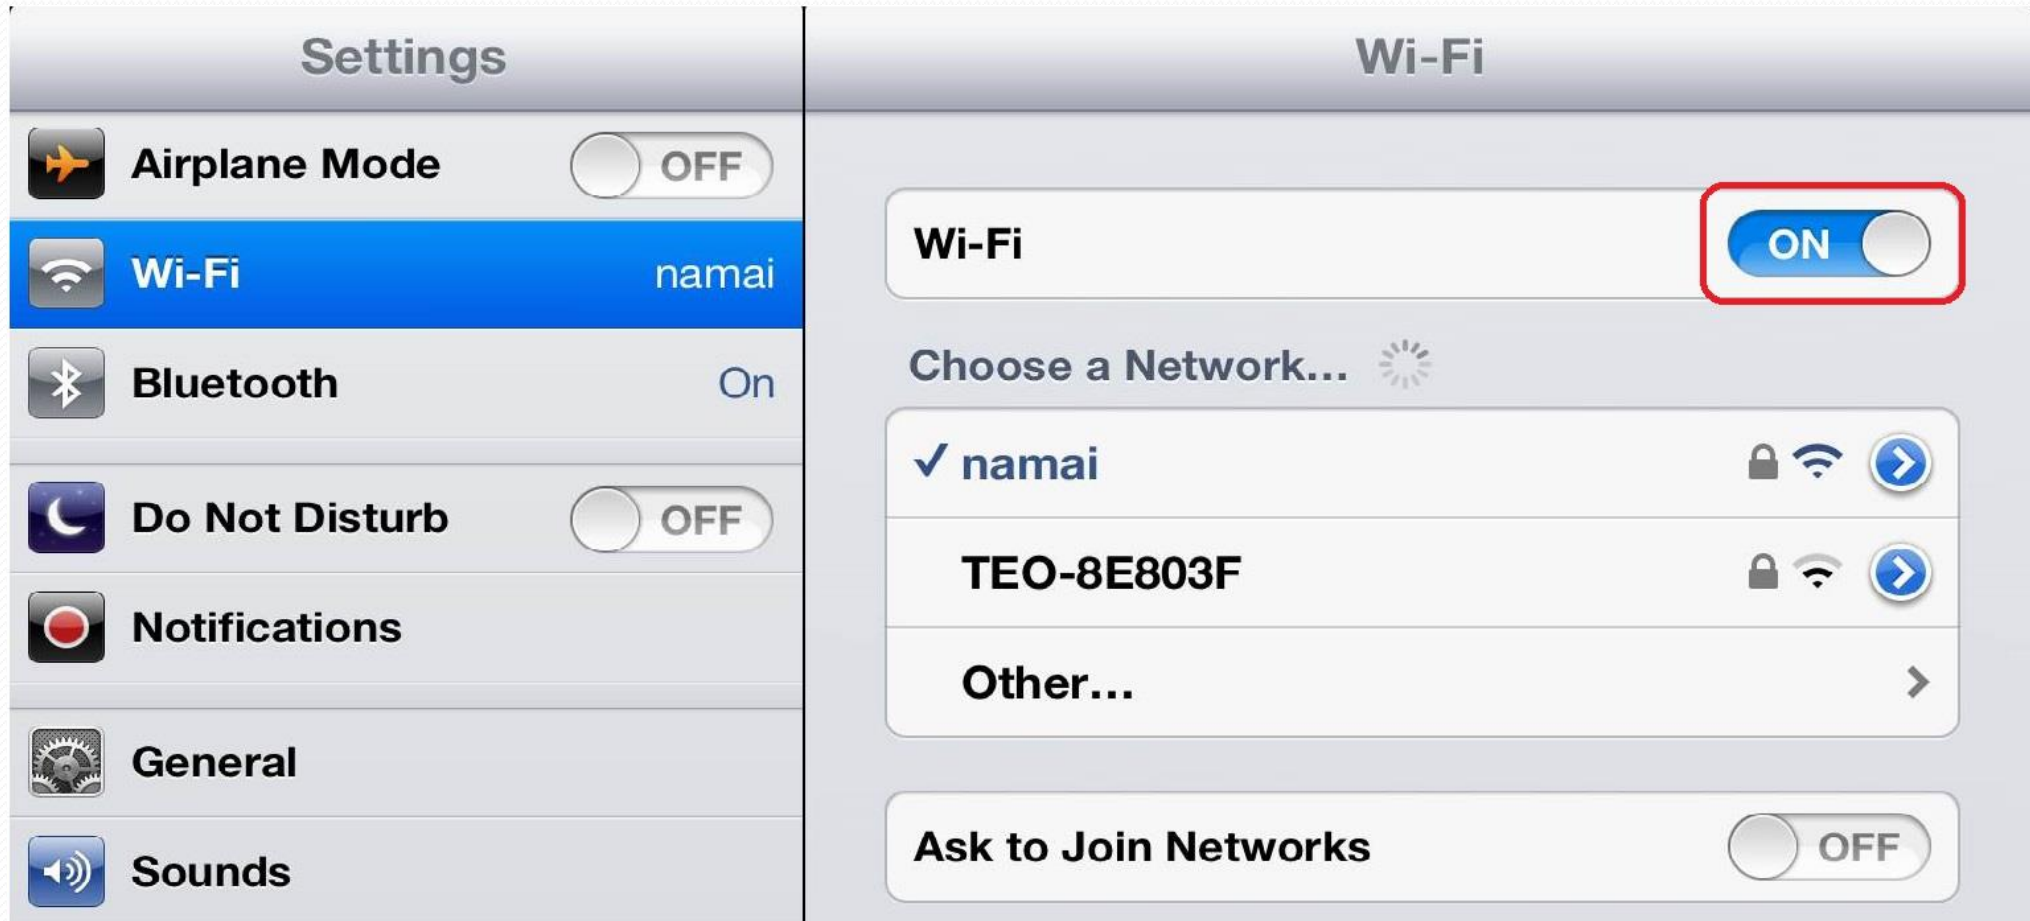 Settings
Airplane Mode OFF
Wi-Fi namai
Bluetooth On
Do Not Disturb OFF
Notifications
General
Sounds
Wi-Fi
Wi-Fi ON
Choose a Network...
✓ namai
TEO-8E803F
Other...
Ask to Join Networks OFF